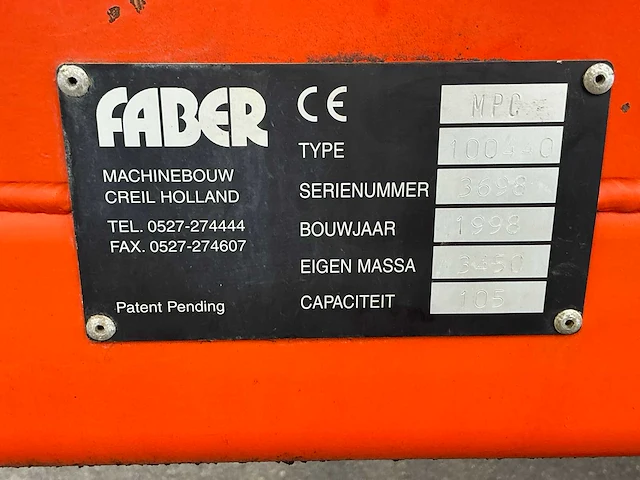 FABER
MACHINEBOUW
CREIL HOLLAND
TEL. 0527-274444
FAX. 0527-274607
Patent Pending
CE MPC
TYPE
SERIENUMMER 3698
BOUWJAAR 1998
EIGEN MASSA 3450
CAPACITEIT 105